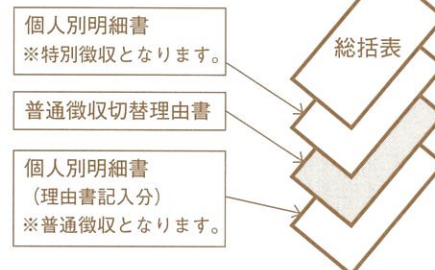 個人別明細書
※特別徴収となります。
総括表
普通徴収切替理由書
個人別明細書
(理由書記入分)
※普通徴収となります。